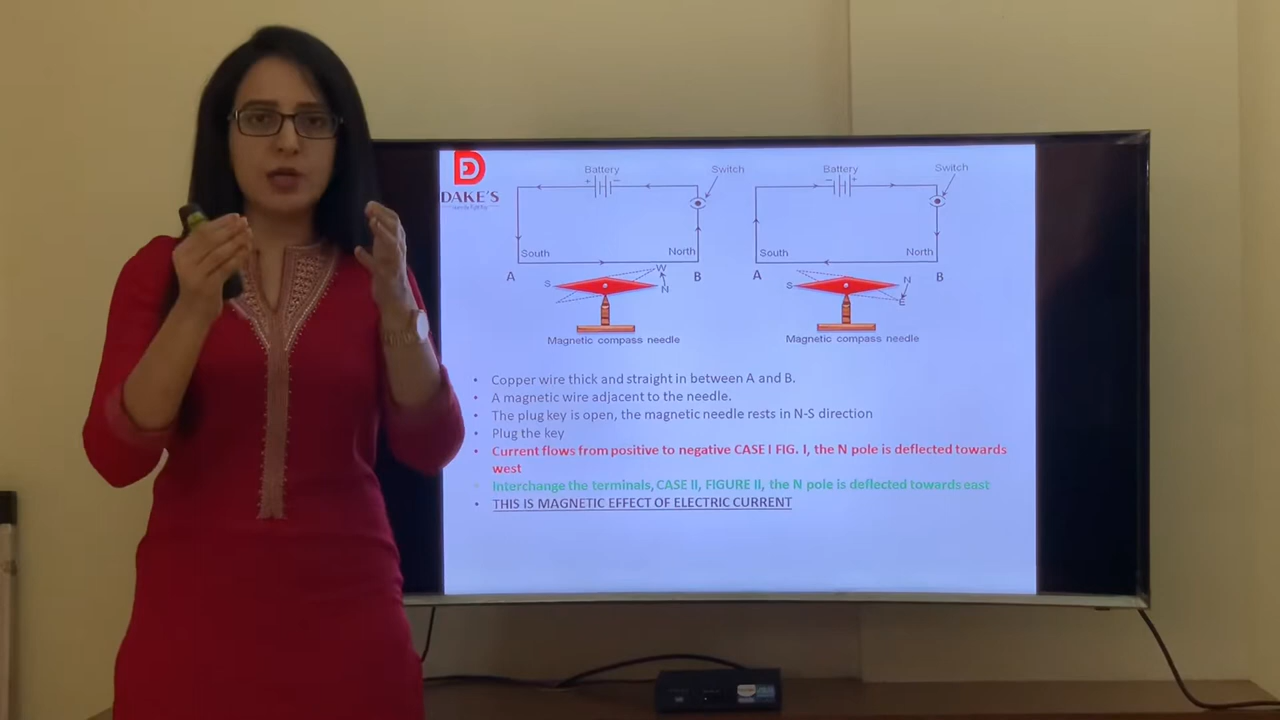 DAKE'S
Battery
Switch
+
−
South
North
A
B
W
S
N
Magnetic compass needle
Battery
Switch
−
+
South
North
A
B
N
S
E
Magnetic compass needle
• Copper wire thick and straight in between A and B.
• A magnetic wire adjacent to the needle.
• The plug key is open, the magnetic needle rests in N-S direction
• Plug the key
• Current flows from positive to negative CASE I FIG. I, the N pole is deflected towards
west
• Interchange the terminals, CASE II, FIGURE II, the N pole is deflected towards east
• THIS IS MAGNETIC EFFECT OF ELECTRIC CURRENT